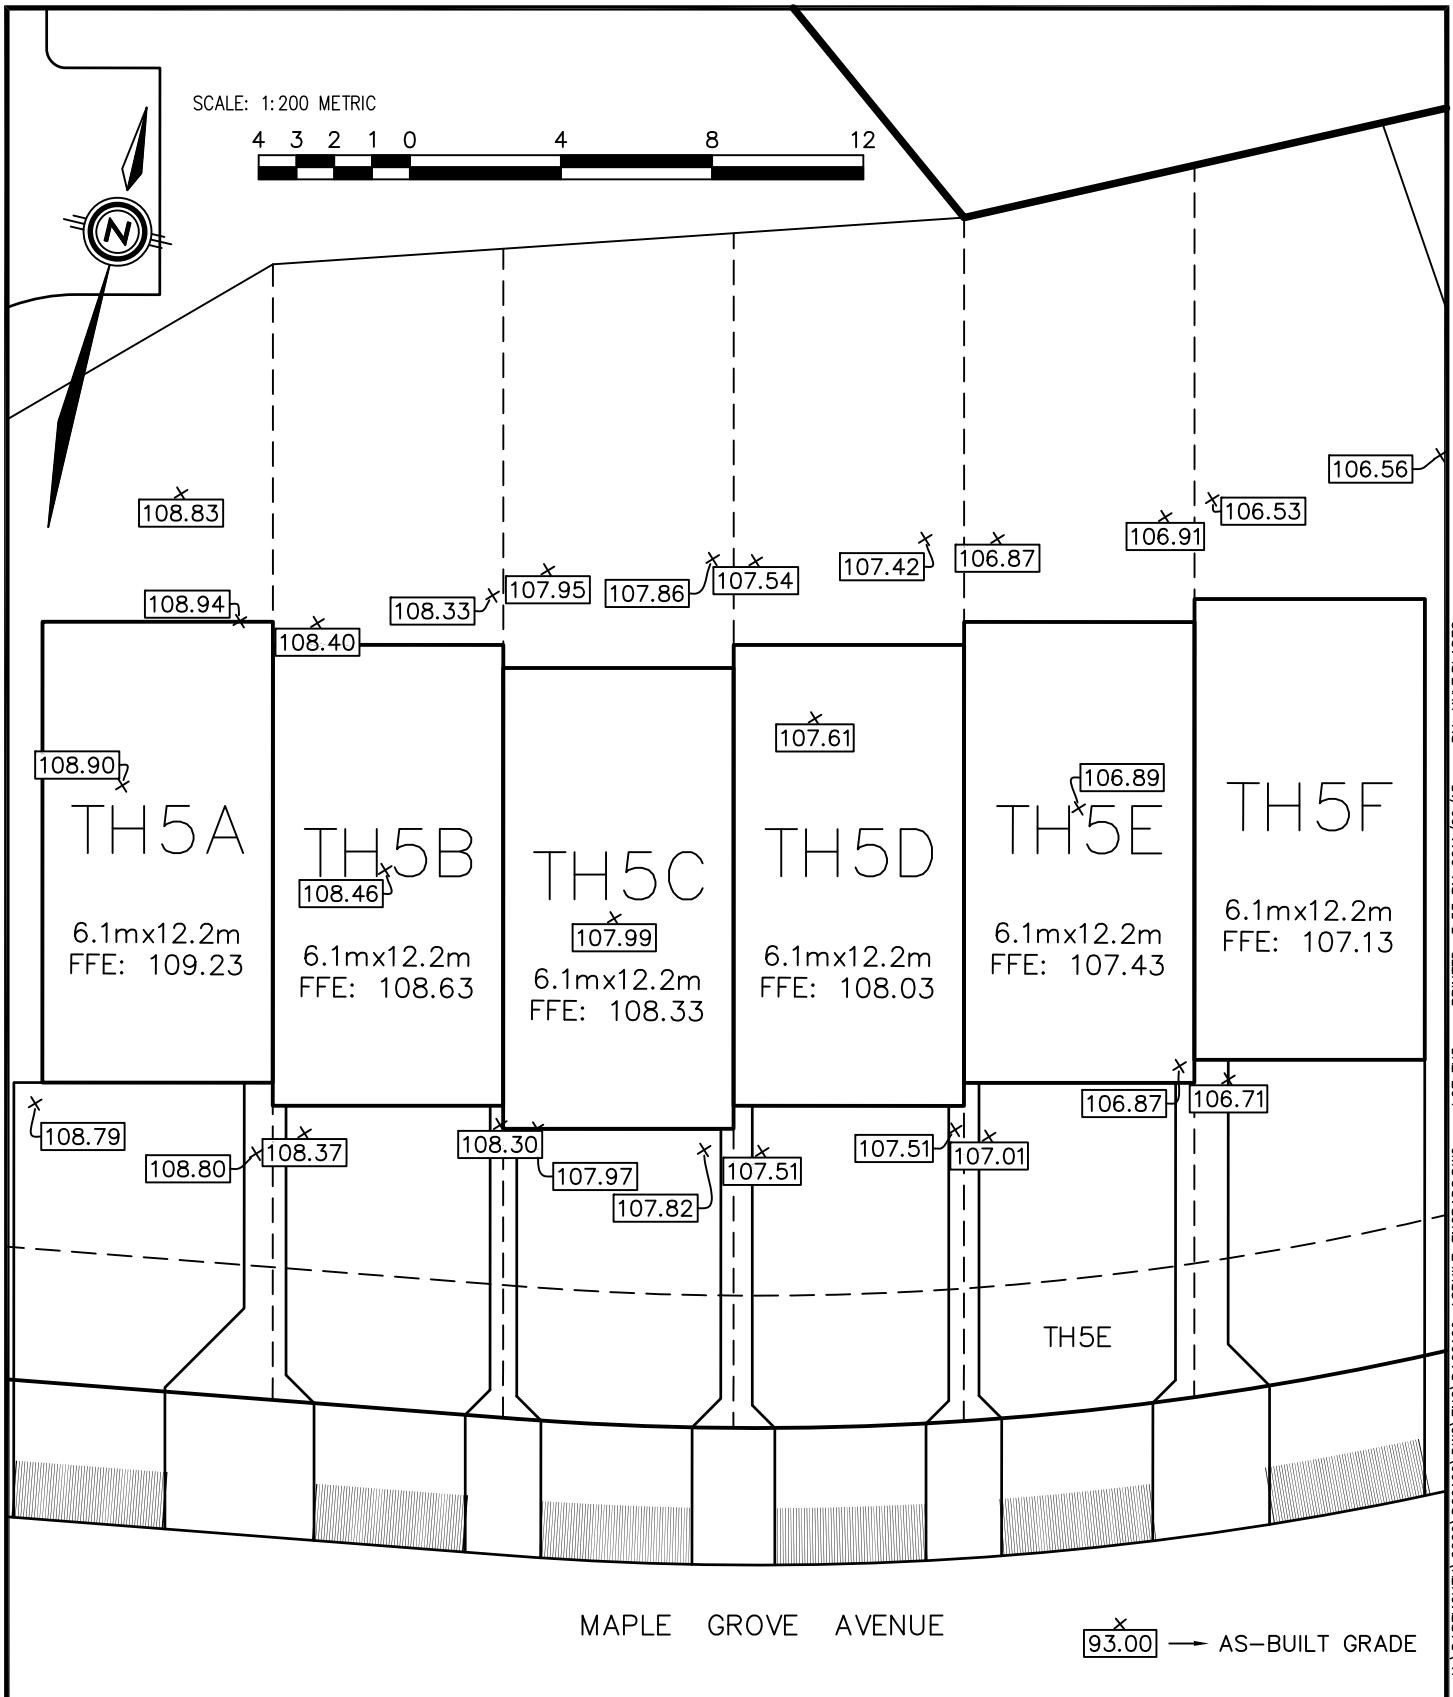 SCALE: 1:200 METRIC
4 3 2 1 0 4 8 12
N
106.56
108.83
106.53
106.91
107.42
106.87
107.95
107.86
107.54
108.94
108.33
108.40
107.61
108.90
106.89
TH5A
TH5B
TH5C
TH5D
TH5E
TH5F
108.46
107.99
6.1mx12.2m
FFE: 109.23
6.1mx12.2m
FFE: 108.63
6.1mx12.2m
FFE: 108.33
6.1mx12.2m
FFE: 108.03
6.1mx12.2m
FFE: 107.43
6.1mx12.2m
FFE: 107.13
106.87
106.71
108.79
108.80
108.37
108.30
107.97
107.82
107.51
107.51
107.01
TH5E
MAPLE GROVE AVENUE
93.00 AS-BUILT GRADE